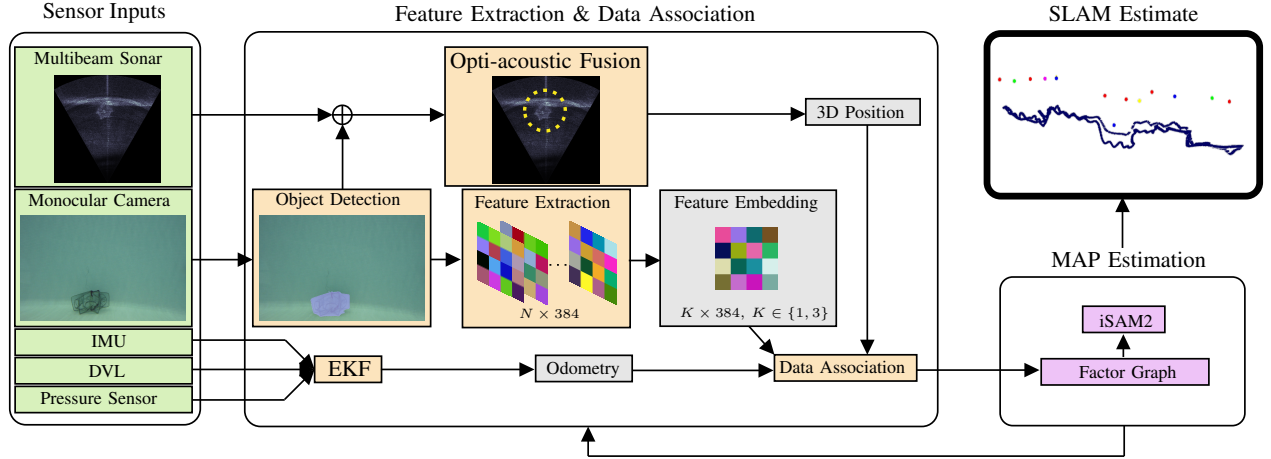 Sensor Inputs
Feature Extraction & Data Association
SLAM Estimate
Multibeam Sonar
Opti-acoustic Fusion
3D Position
Monocular Camera
Object Detection
Feature Extraction
Feature Embedding
. . .
N × 384
K × 384, K ∈ {1, 3}
MAP Estimation
iSAM2
IMU
DVL
Pressure Sensor
EKF
Odometry
Data Association
Factor Graph